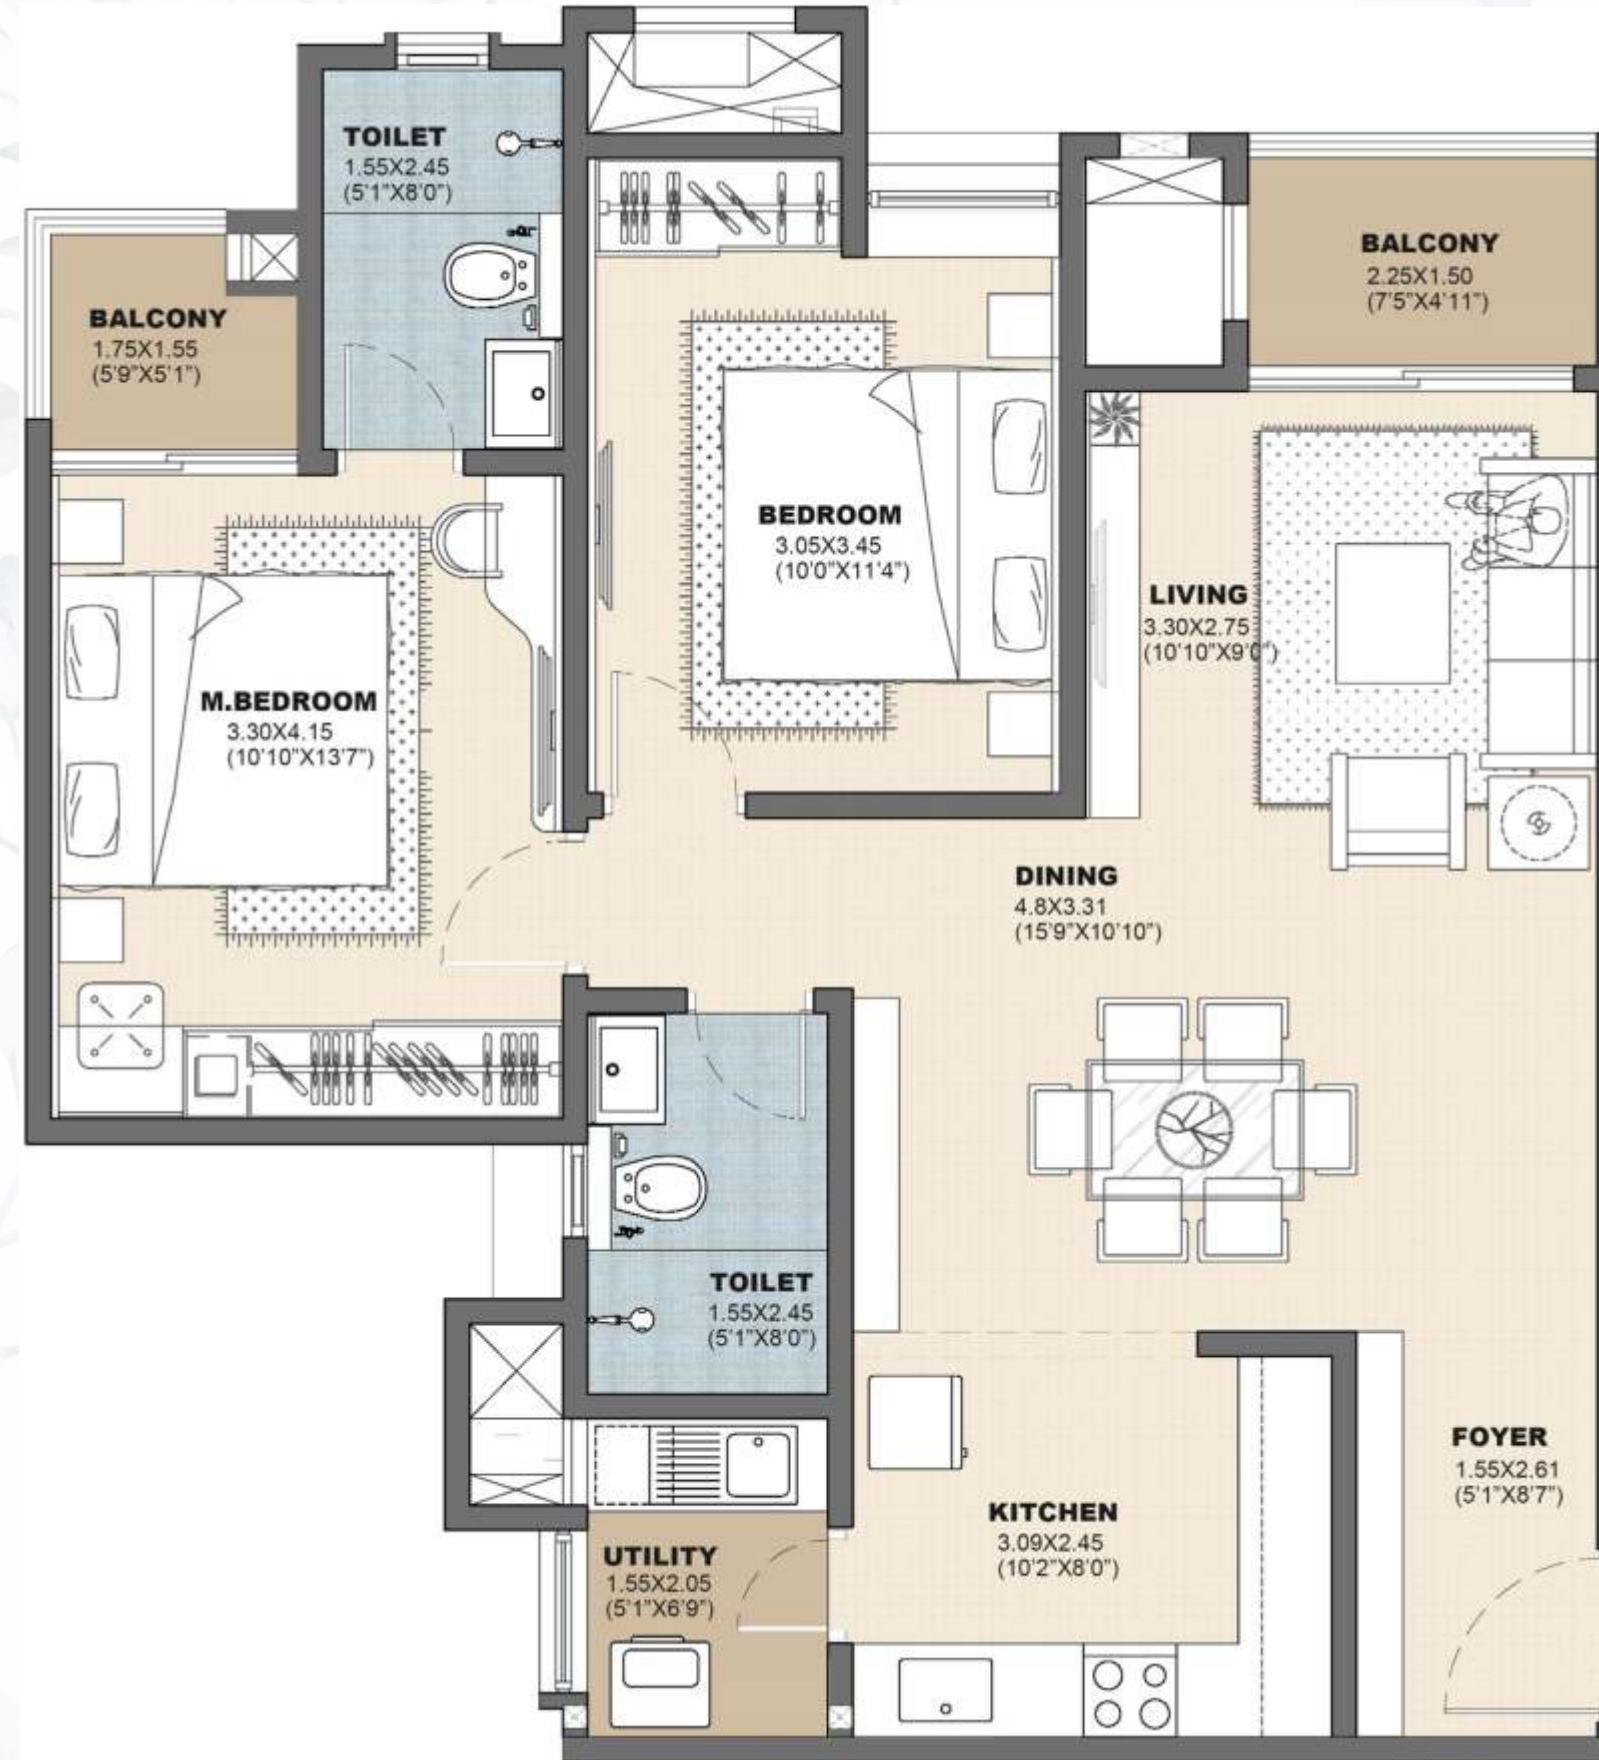 TOILET
1.55X2.45
(5'1"X8'0")
BALCONY
1.75X1.55
(5'9"X5'1")
BALCONY
2.25X1.50
(7'5"X4'11")
BEDROOM
3.05X3.45
(10'0"X11'4")
LIVING
3.30X2.75
(10'10"X9'0")
M.BEDROOM
3.30X4.15
(10'10"X13'7")
DINING
4.8X3.31
(15'9"X10'10")
TOILET
1.55X2.45
(5'1"X8'0")
FOYER
1.55X2.61
(5'1"X8'7")
KITCHEN
3.09X2.45
(10'2"X8'0")
UTILITY
1.55X2.05
(5'1"X6'9")